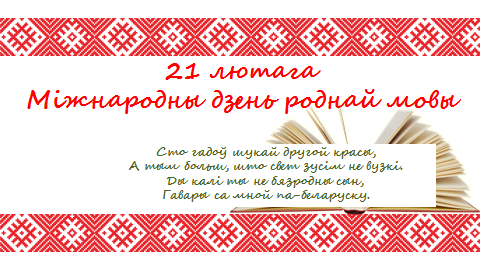 21 лютага
Міжнародны дзень роднай мовы
Сто гадоў шукай другой красы,
А тым больш, што свет зусім не вузкі.
Ды калі ты не бязродны сын,
Гавары са мной па-беларуску.